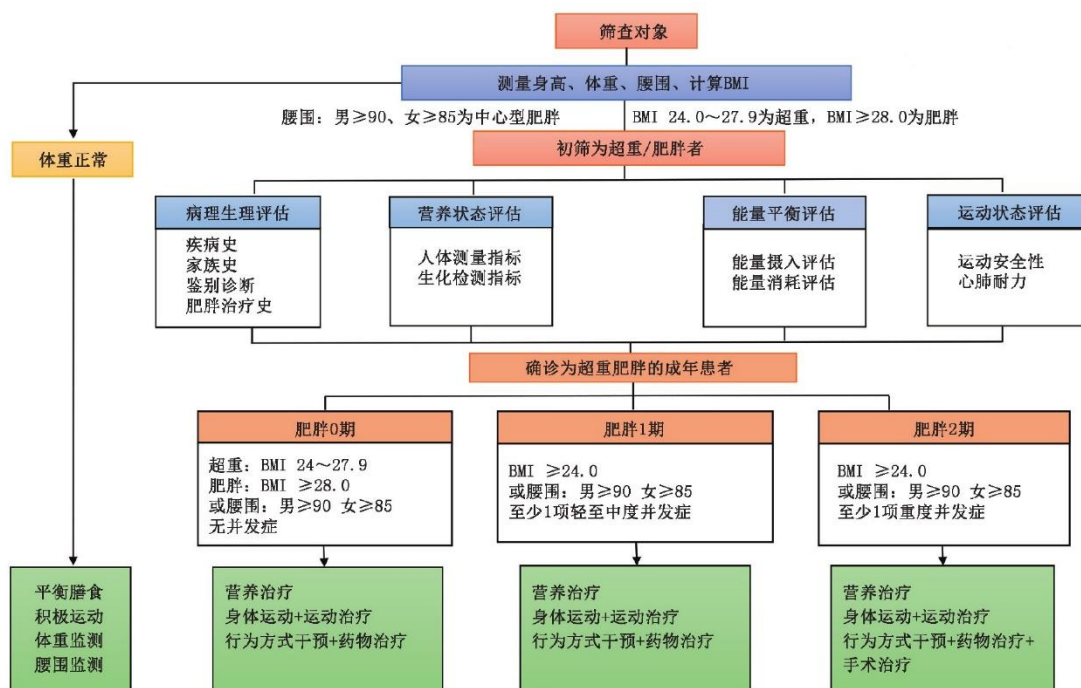 筛查对象
测量身高、体重、腰围、计算BMI
腰围：男≥90、女≥85为中心型肥胖
BMI 24.0～27.9为超重，BMI≥28.0为肥胖
体重正常
初筛为超重/肥胖者
病理生理评估
疾病史
家族史
鉴别诊断
肥胖治疗史
营养状态评估
人体测量指标
生化检测指标
能量平衡评估
能量摄入评估
能量消耗评估
运动状态评估
运动安全性
心肺耐力
确诊为超重肥胖的成年患者
肥胖0期
超重：BMI 24～27.9
肥胖：BMI ≥28.0
或腰围：男≥90 女≥85
无并发症
肥胖1期
BMI ≥24.0
或腰围：男≥90 女≥85
至少1项轻至中度并发症
肥胖2期
BMI ≥24.0
或腰围：男≥90 女≥85
至少1项重度并发症
平衡膳食
积极运动
体重监测
腰围监测
营养治疗
身体运动+运动治疗
行为方式干预+药物治疗
营养治疗
身体运动+运动治疗
行为方式干预+药物治疗
营养治疗
身体运动+运动治疗
行为方式干预+药物治疗+
手术治疗